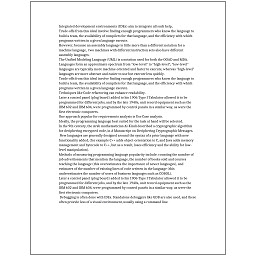 Integrated development environments (IDEs) aim to integrate all such help.
Trade-offs from this ideal involve finding enough programmers who know the language to
build a team, the availability of compilers for that language, and the efficiency with which
programs written in a given language execute.
However, because an assembly language is little more than a different notation for a
machine language, two machines with different instruction sets also have different
assembly languages.
The Unified Modeling Language (UML) is a notation used for both the OOAD and MDA.
Languages form an approximate spectrum from "low-level" to "high-level"; "low-level"
languages are typically more machine-oriented and faster to execute, whereas "high-level"
languages are more abstract and easier to use but execute less quickly.
Trade-offs from this ideal involve finding enough programmers who know the language to
build a team, the availability of compilers for that language, and the efficiency with which
programs written in a given language execute.
Techniques like Code refactoring can enhance readability.
Later a control panel (plug board) added to his 1906 Type I Tabulator allowed it to be
programmed for different jobs, and by the late 1940s, unit record equipment such as the
IBM 602 and IBM 604, were programmed by control panels in a similar way, as were the
first electronic computers.
One approach popular for requirements analysis is Use Case analysis.
Ideally, the programming language best suited for the task at hand will be selected.
In the 9th century, the Arab mathematician Al-Kindi described a cryptographic algorithm
for deciphering encrypted code, in A Manuscript on Deciphering Cryptographic Messages.
New languages are generally designed around the syntax of a prior language with new
functionality added, (for example C++ adds object-orientation to C, and Java adds memory
management and bytecode to C++, but as a result, loses efficiency and the ability for low-
level manipulation).
Methods of measuring programming language popularity include: counting the number of
job advertisements that mention the language, the number of books sold and courses
teaching the language (this overestimates the importance of newer languages), and
estimates of the number of existing lines of code written in the language (this
underestimates the number of users of business languages such as COBOL).
Later a control panel (plug board) added to his 1906 Type I Tabulator allowed it to be
programmed for different jobs, and by the late 1940s, unit record equipment such as the
IBM 602 and IBM 604, were programmed by control panels in a similar way, as were the
first electronic computers.
Debugging is often done with IDEs. Standalone debuggers like GDB are also used, and these
often provide less of a visual environment, usually using a command line.